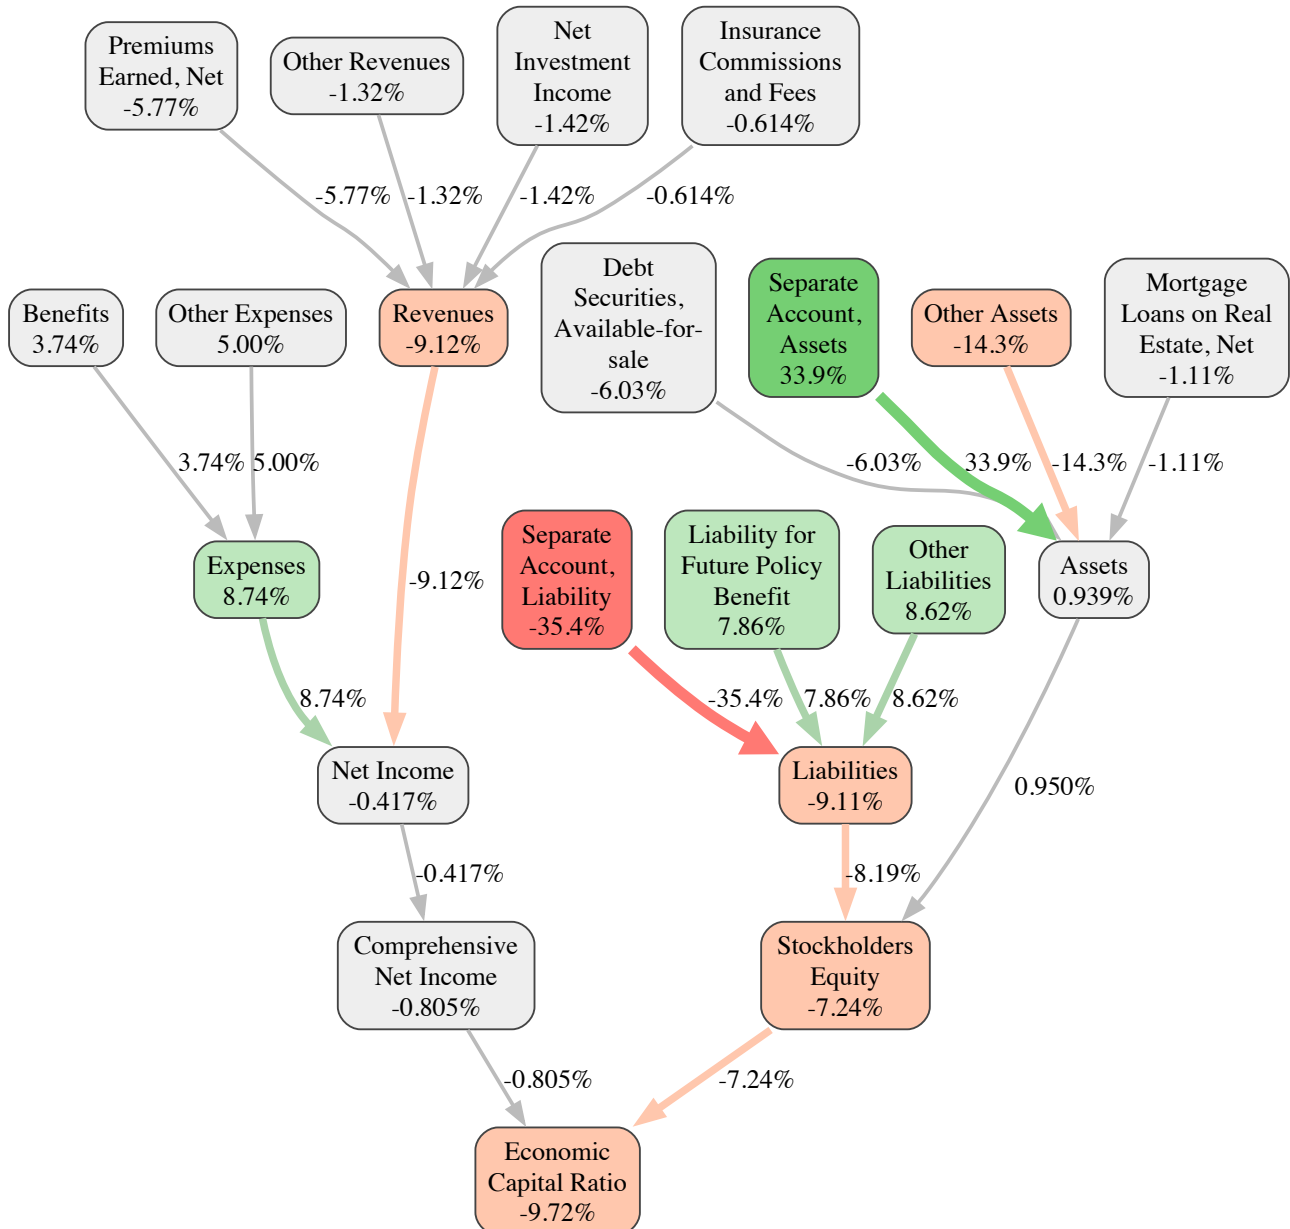 Premiums
Earned, Net
-5.77%
Other Revenues
-1.32%
Net
Investment
Income
-1.42%
Insurance
Commissions
and Fees
-0.614%
-5.77%
-1.32%
-1.42%
-0.614%
Benefits
3.74%
Other Expenses
5.00%
Revenues
-9.12%
Debt
Securities,
Available-for-
sale
-6.03%
Separate
Account,
Assets
33.9%
Other Assets
-14.3%
Mortgage
Loans on Real
Estate, Net
-1.11%
3.74%
5.00%
-6.03%
33.9%
-14.3%
-1.11%
Expenses
8.74%
-9.12%
Separate
Account,
Liability
-35.4%
Liability for
Future Policy
Benefit
7.86%
Other
Liabilities
8.62%
Assets
0.939%
8.74%
-35.4%
7.86%
8.62%
Net Income
-0.417%
Liabilities
-9.11%
0.950%
-0.417%
-8.19%
Comprehensive
Net Income
-0.805%
Stockholders
Equity
-7.24%
-0.805%
-7.24%
Economic
Capital Ratio
-9.72%